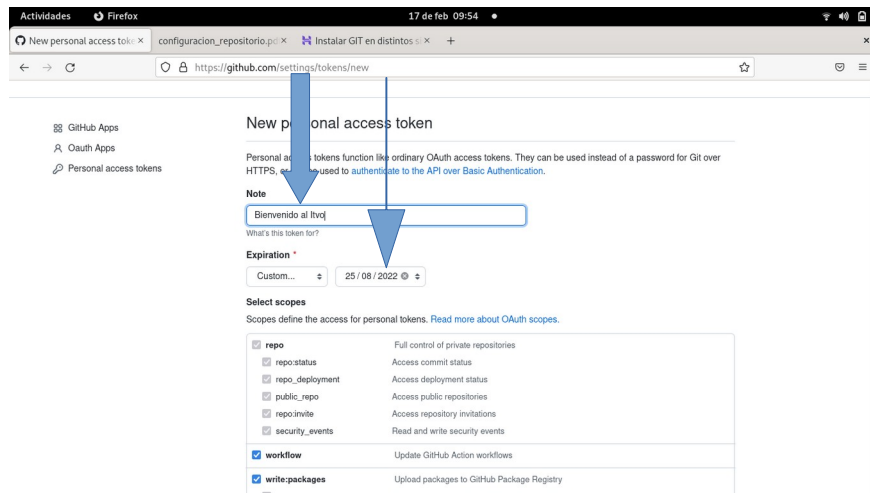 Actividades Firefox 17 de feb 09:54
New personal access toke configuracion_repositorio.pd Instalar GIT en distintos s
https://github.com/settings/tokens/new
GitHub Apps
Oauth Apps
Personal access tokens
New personal access token
Personal access tokens function like ordinary OAuth access tokens. They can be used instead of a password for Git over
HTTPS, or used to authenticate to the API over Basic Authentication.
Note
Bienvenido al Itvo
What's this token for?
Expiration *
Custom... 25 / 08 / 2022
Select scopes
Scopes define the access for personal tokens. Read more about OAuth scopes.
repo Full control of private repositories
repo:status Access commit status
repo_deployment Access deployment status
public_repo Access public repositories
repo:invite Access repository invitations
security_events Read and write security events
workflow Update GitHub Action workflows
write:packages Upload packages to GitHub Package Registry